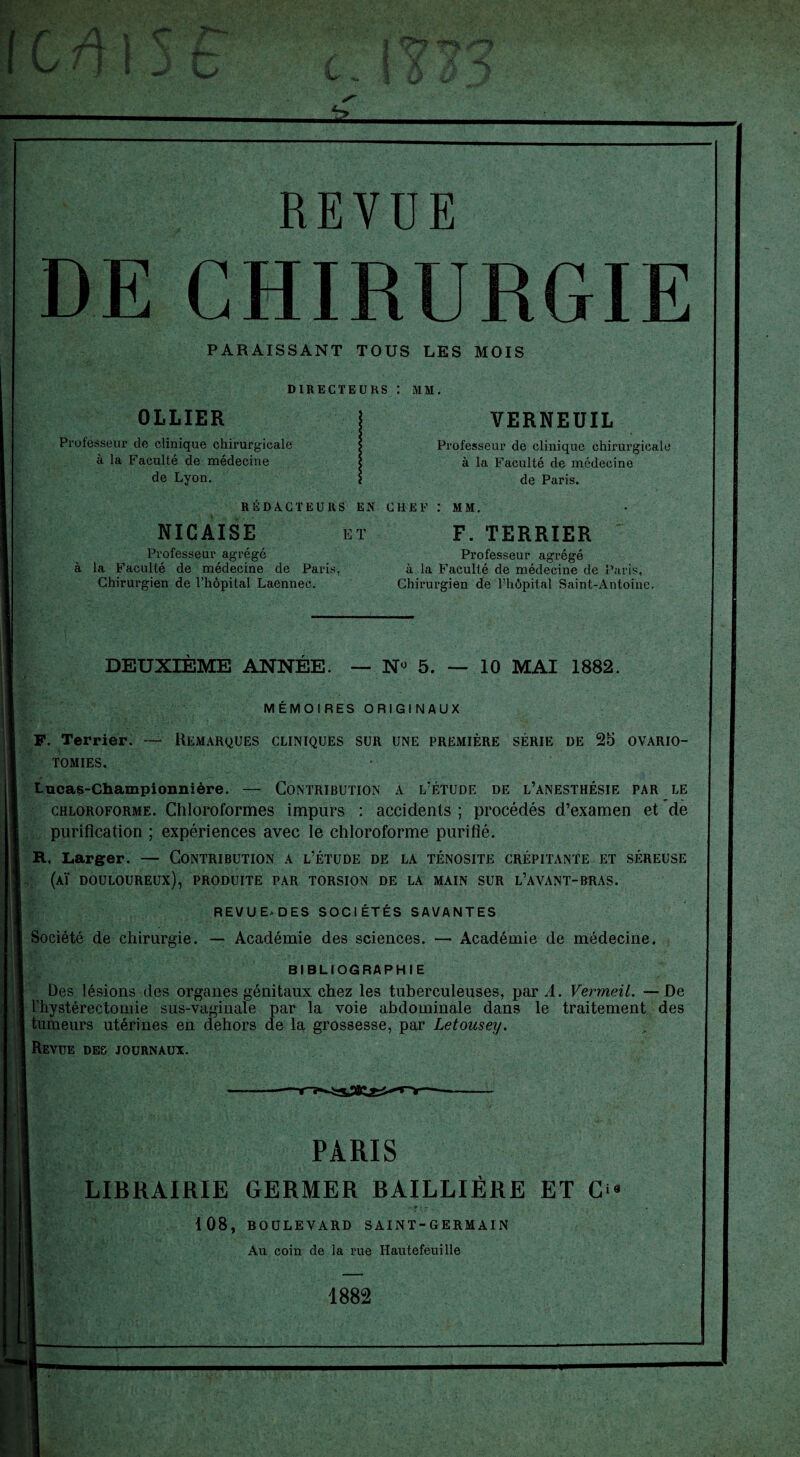 REVUE
DE CHIRURGIE
PARAISSANT TOUS LES MOIS
DIRECTEURS : MM.
OLLIER
Professeur de clinique chirurgicale
à la Faculté de médecine
de Lyon.
VERNEUIL
Professeur de clinique chirurgicale
à la Faculté de médecine
de Paris.
RÉDACTEURS EN CHEF : MM.
NICAISE ET F. TERRIER
Professeur agrégé
à la Faculté de médecine de Paris,
Chirurgien de l'hôpital Laennec.
Professeur agrégé
à la Faculté de médecine de Paris,
Chirurgien de l'hôpital Saint-Antoine.
DEUXIÈME ANNÉE. — No 5. — 10 MAI 1882.
MÉMOIRES ORIGINAUX
F. Terrier. — REMARQUES CLINIQUES SUR UNE PREMIÈRE SÉRIE DE 25 OVARIO-
TOMIES.
Lucas-Championnière. — CONTRIBUTION A L'ÉTUDE DE L'ANESTHÉSIE PAR LE
CHLOROFORME. Chloroformes impurs : accidents ; procédés d'examen et de
purification ; expériences avec le chloroforme purifié.
R. Larger. — CONTRIBUTION A L'ÉTUDE DE LA TÉNOSITE CRÉPITANTE ET SÉREUSE
(AÏ DOULOUREUX), PRODUITE PAR TORSION DE LA MAIN SUR L'AVANT-BRAS.
REVUE DES SOCIÉTÉS SAVANTES
Société de chirurgie. — Académie des sciences. — Académie de médecine.
BIBLIOGRAPHIE
Des lésions des organes génitaux chez les tuberculeuses, par A. Vermeil. — De
l'hystérectomie sus-vaginale par la voie abdominale dans le traitement des
tumeurs utérines en dehors de la grossesse, par Letousey.
REVUE DES JOURNAUX.
PARIS
LIBRAIRIE GERMER BAILLIÈRE ET Cie
108, BOULEVARD SAINT-GERMAIN
Au coin de la rue Hautefeuille
1882